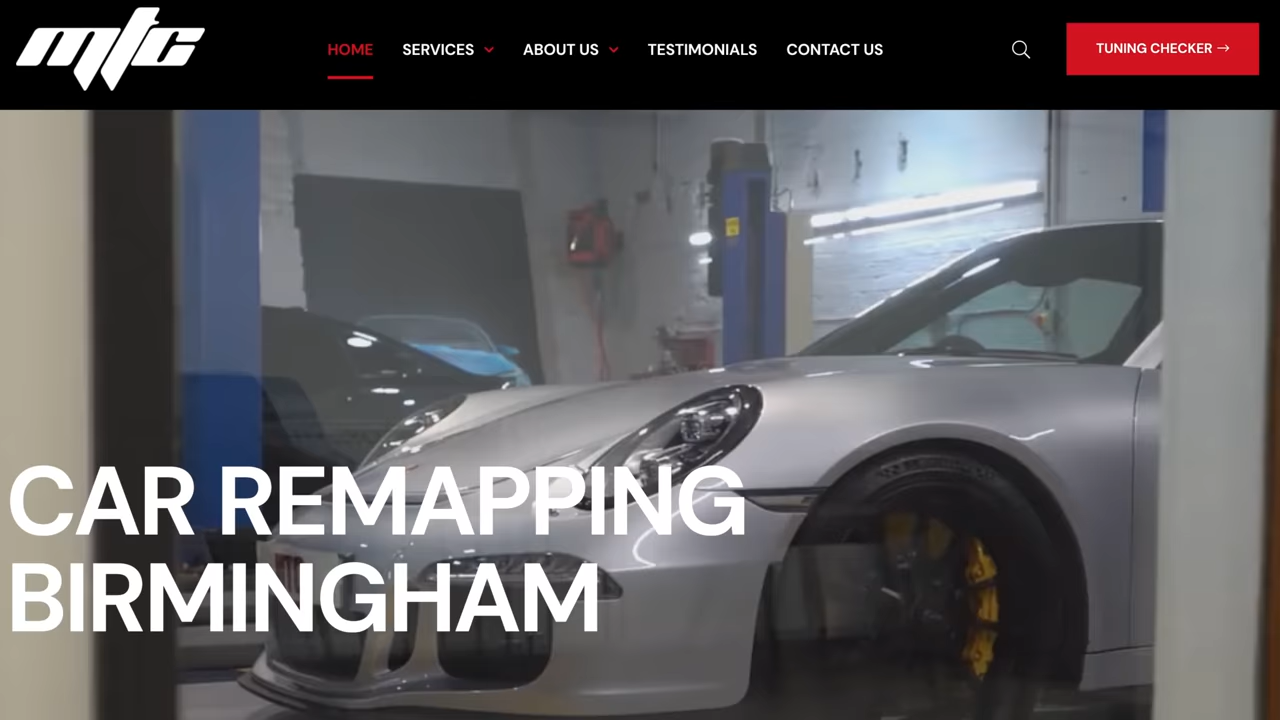 mtc
HOME
SERVICES
ABOUT US
TESTIMONIALS
CONTACT US
TUNING CHECKER →
CAR REMAPPING
BIRMINGHAM